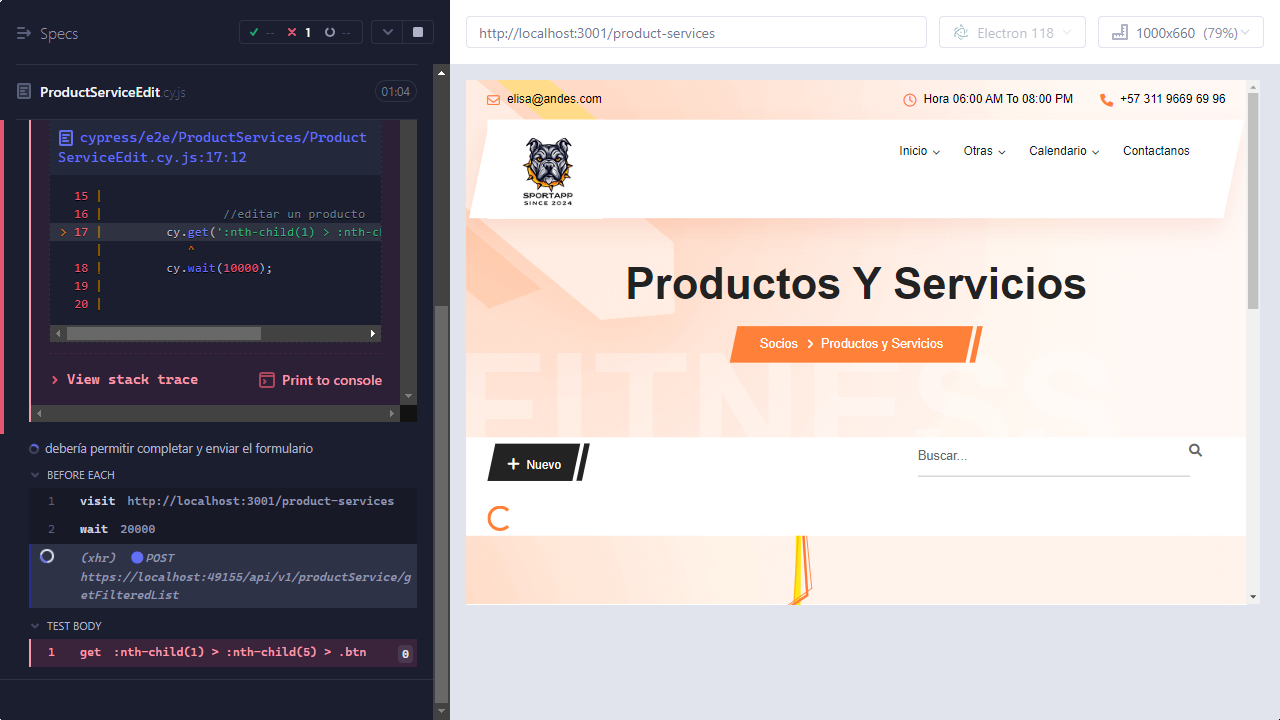 Specs
-- 1 --
ProductServiceEdit.cy.js 01:04
cypress/e2e/ProductServices/Product
ServiceEdit.cy.js:17:12
15 |
16 | //editar un producto
> 17 | cy.get(':nth-child(1) > :nth-c
| ^
18 | cy.wait(10000);
19 |
20 |
View stack trace Print to console
debería permitir completar y enviar el formulario
BEFORE EACH
1 visit http://localhost:3001/product-services
2 wait 20000
(xhr) POST
https://localhost:49155/api/v1/productService/g
etFilteredList
TEST BODY
1 get :nth-child(1) > :nth-child(5) > .btn 0
http://localhost:3001/product-services
Electron 118
1000x660 (79%)
elisa@andes.com
Hora 06:00 AM To 08:00 PM
+57 311 9669 69 96
SPORTAPP
SINCE 2024
Inicio Otras Calendario Contactanos
Productos Y Servicios
Socios > Productos y Servicios
FITNESS
+ Nuevo
Buscar...